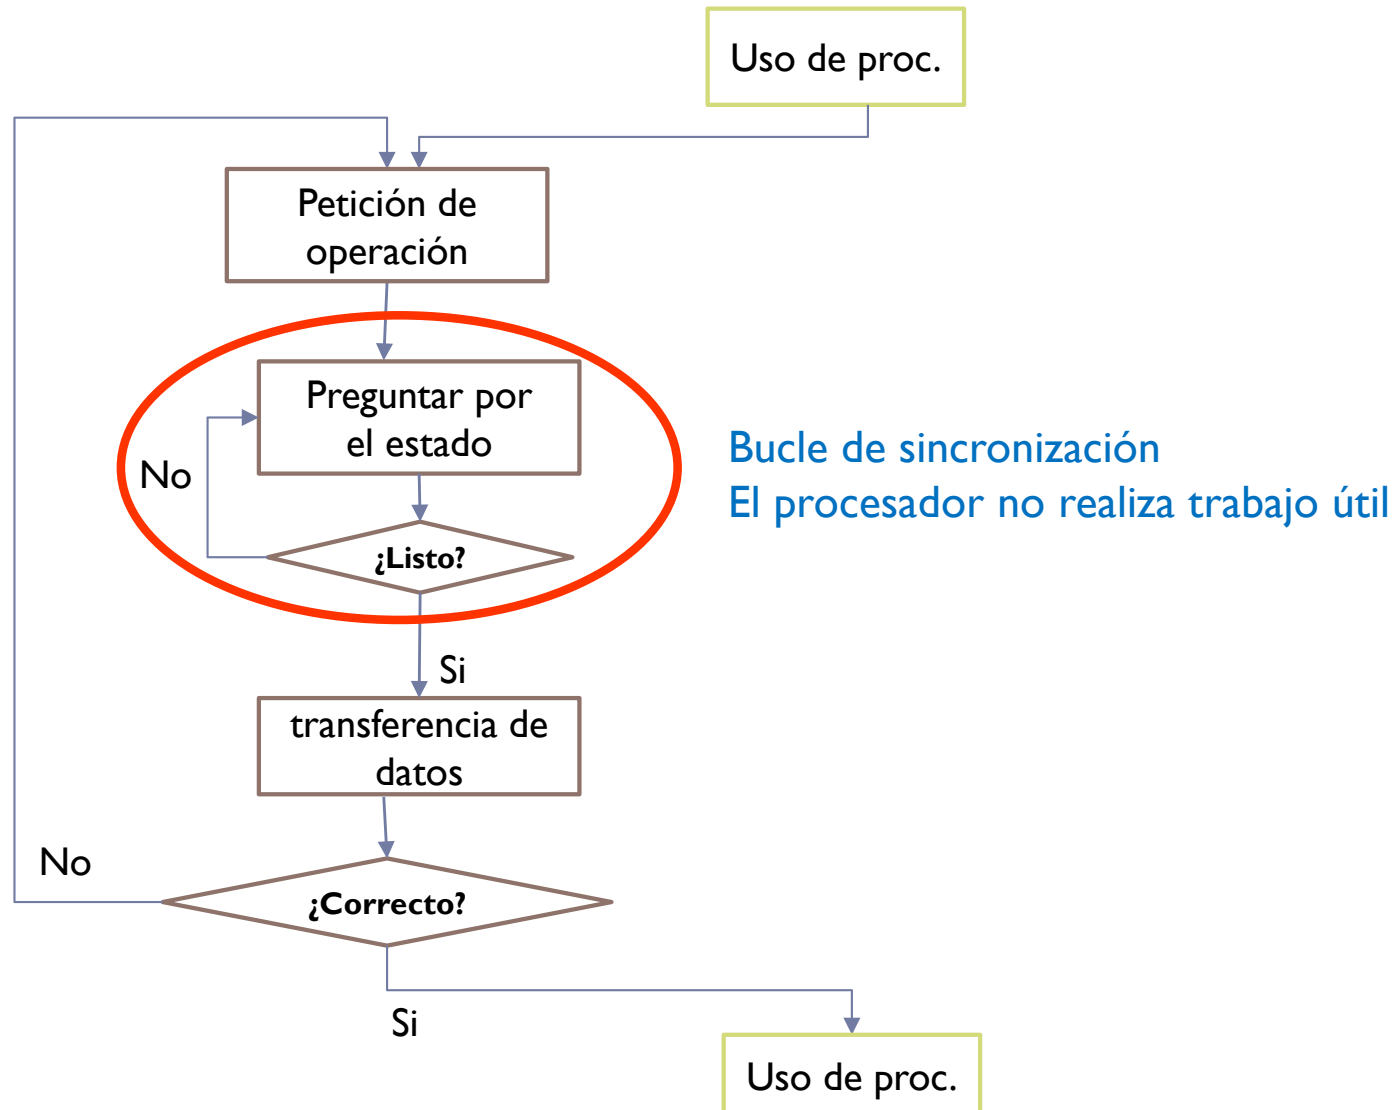 Uso de proc.
Petición de
operación
Preguntar por
el estado
No
Bucle de sincronización
El procesador no realiza trabajo útil
¿Listo?
Si
transferencia de
datos
No
¿Correcto?
Si
Uso de proc.